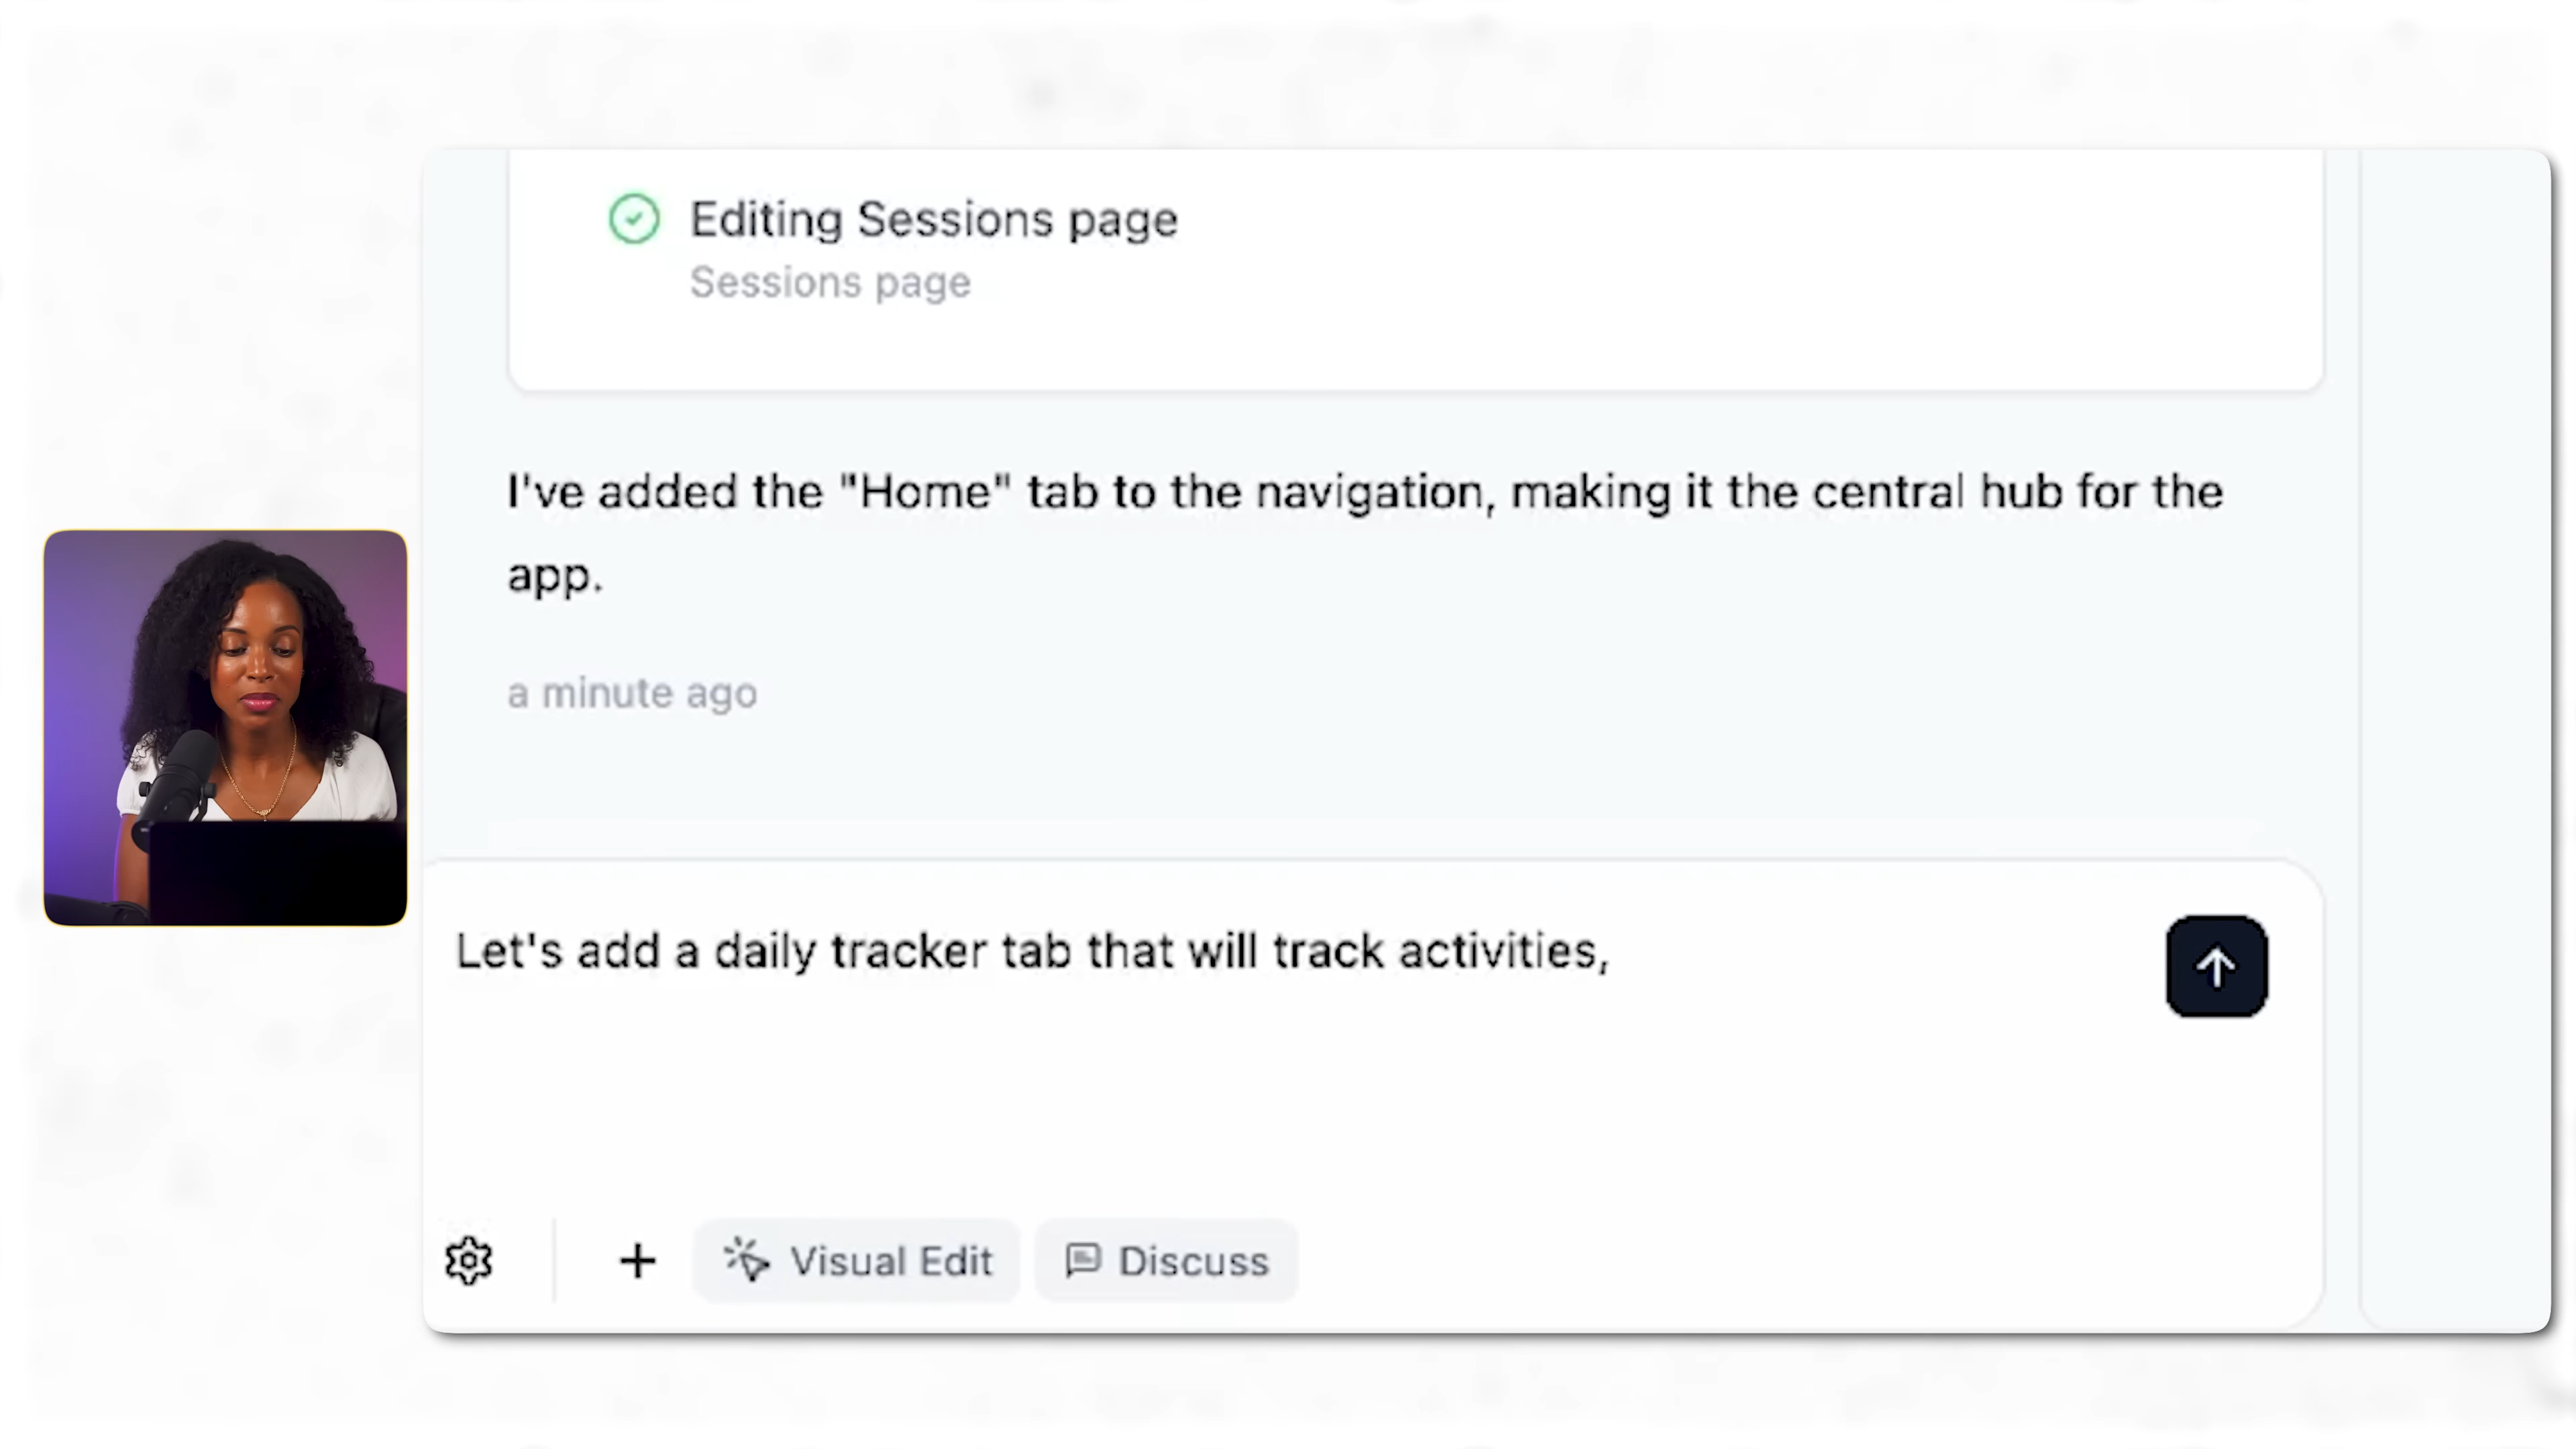 Editing Sessions page
Sessions page
I've added the "Home" tab to the navigation, making it the central hub for the
app.
a minute ago
Let's add a daily tracker tab that will track activities,
Visual Edit
Discuss